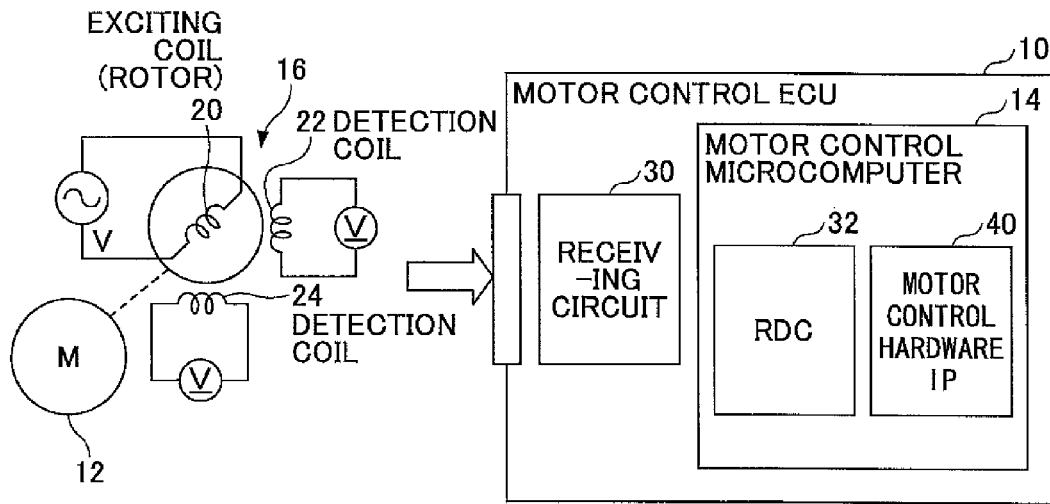 EXCITING
COIL
(ROTOR)
20
16
22 DETECTION
COIL
V
V
24
DETECTION
COIL
V
M
12
10
MOTOR CONTROL ECU
14
MOTOR CONTROL
MICROCOMPUTER
30
RECEIV
-ING
CIRCUIT
32
RDC
40
MOTOR
CONTROL
HARDWARE
IP